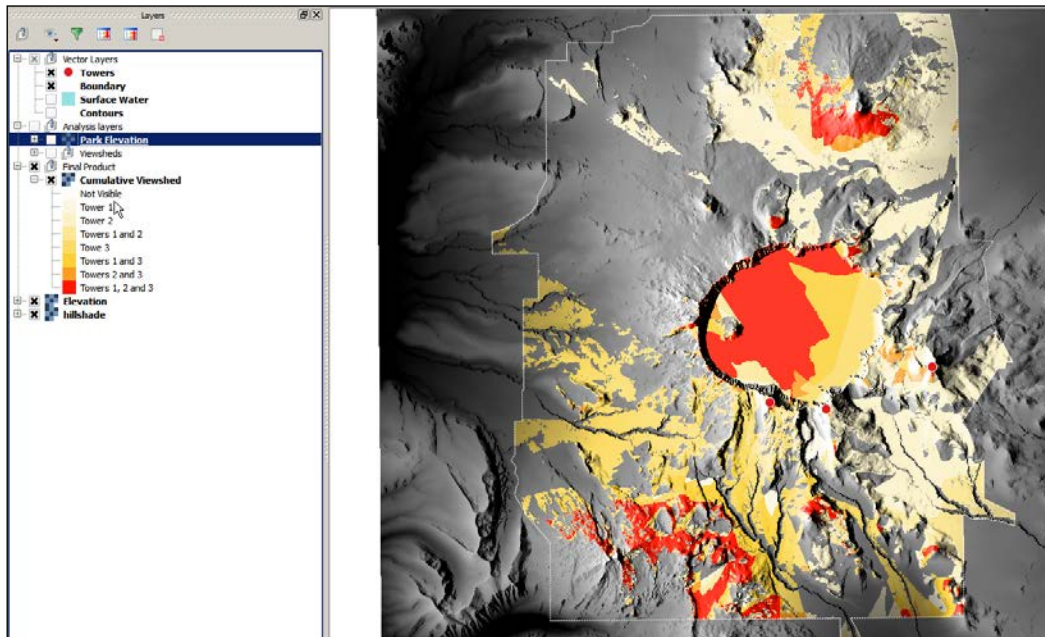 Layers
Vector Layers
Towers
Boundary
Surface Water
Contours
Analysis layers
Park Elevation
Viewsheds
Final Product
Cumulative Viewshed
Not Visible
Tower 1
Tower 2
Towers 1 and 2
Towe 3
Towers 1 and 3
Towers 2 and 3
Towers 1, 2 and 3
Elevation
hillshade